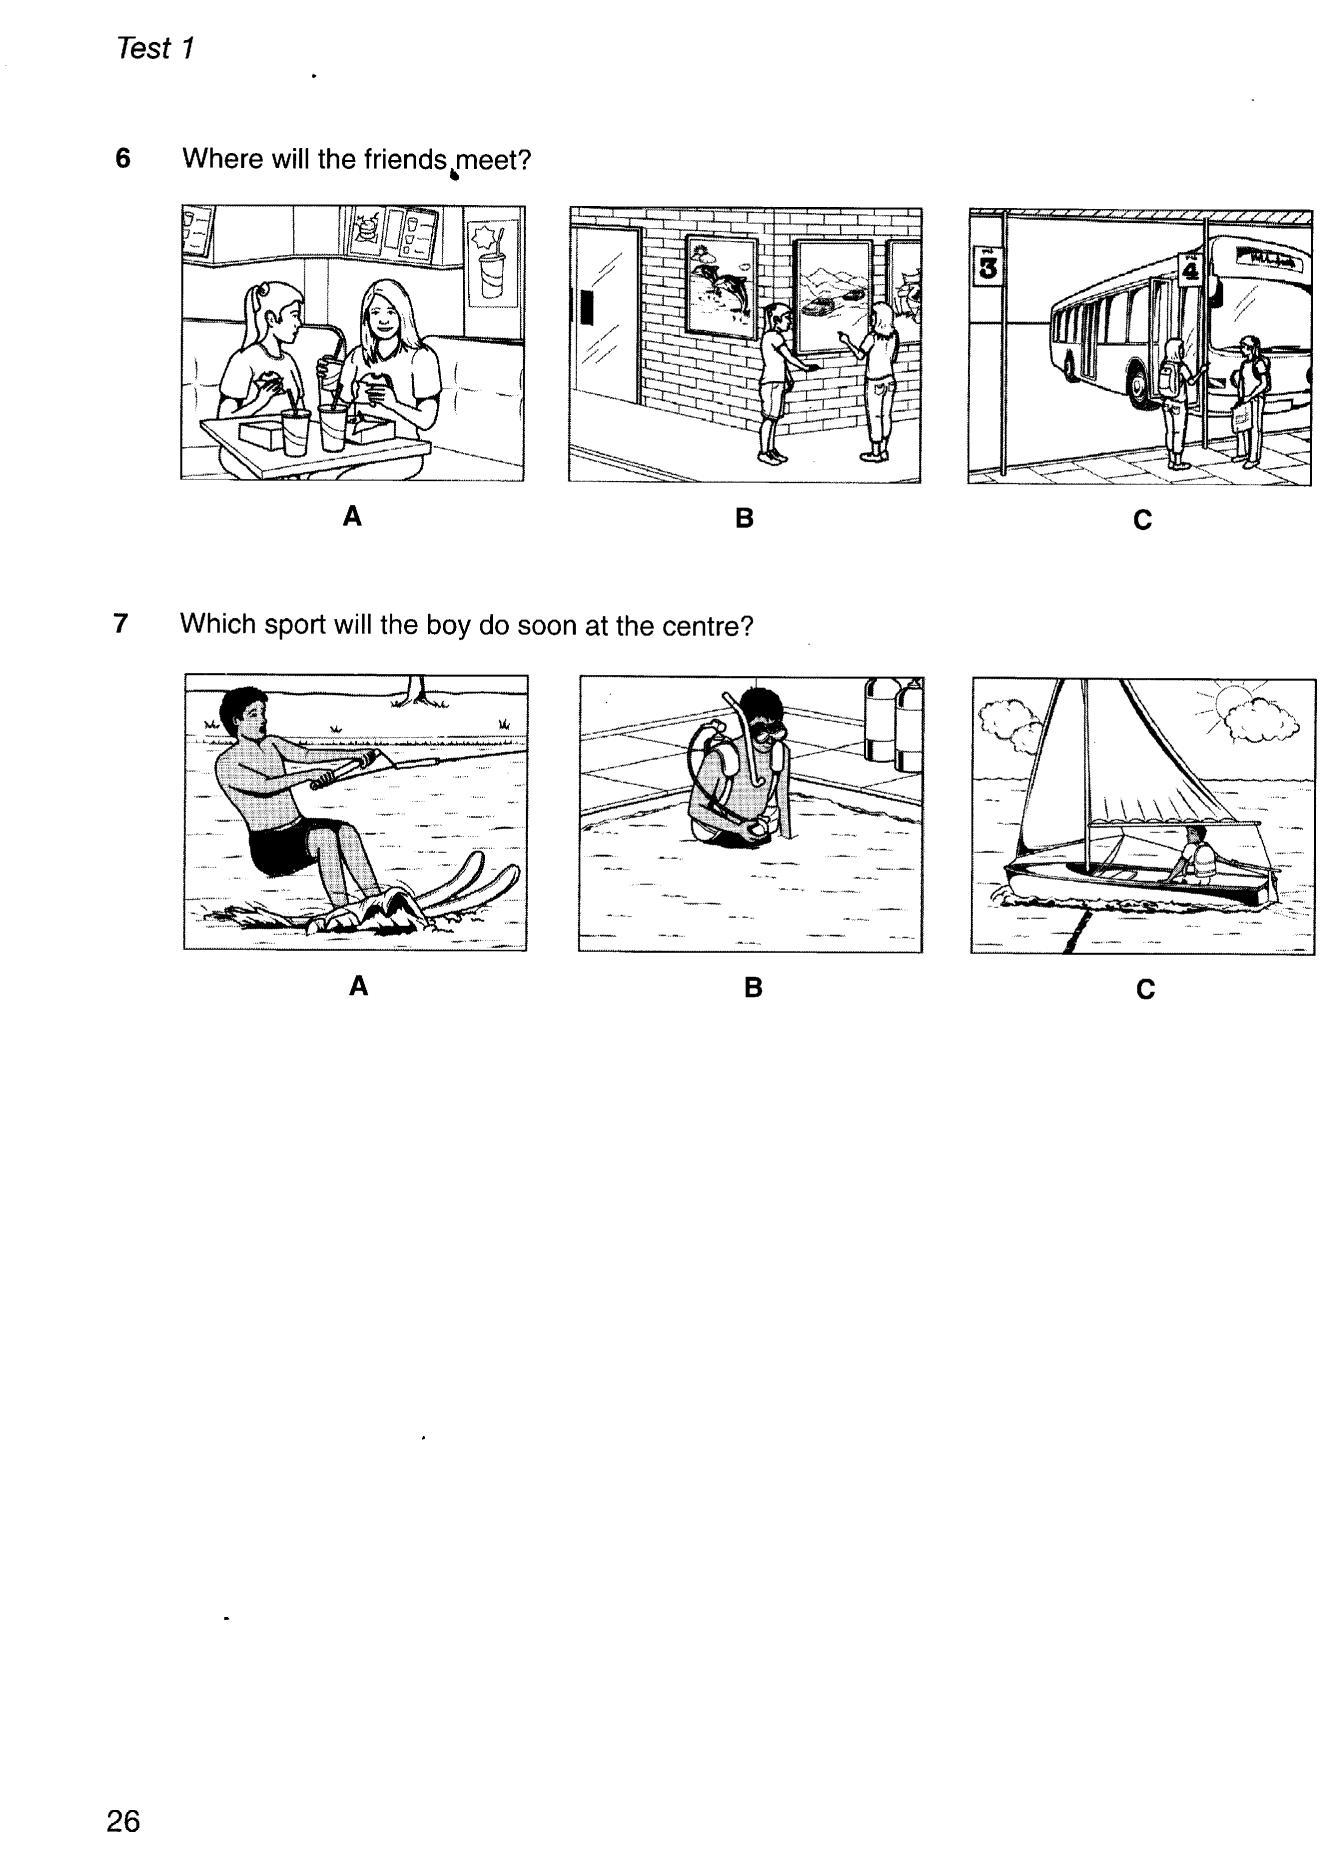 Test 1
6 Where will the friends meet?
3
4
A
B
C
7 Which sport will the boy do soon at the centre?
A
B
C
26